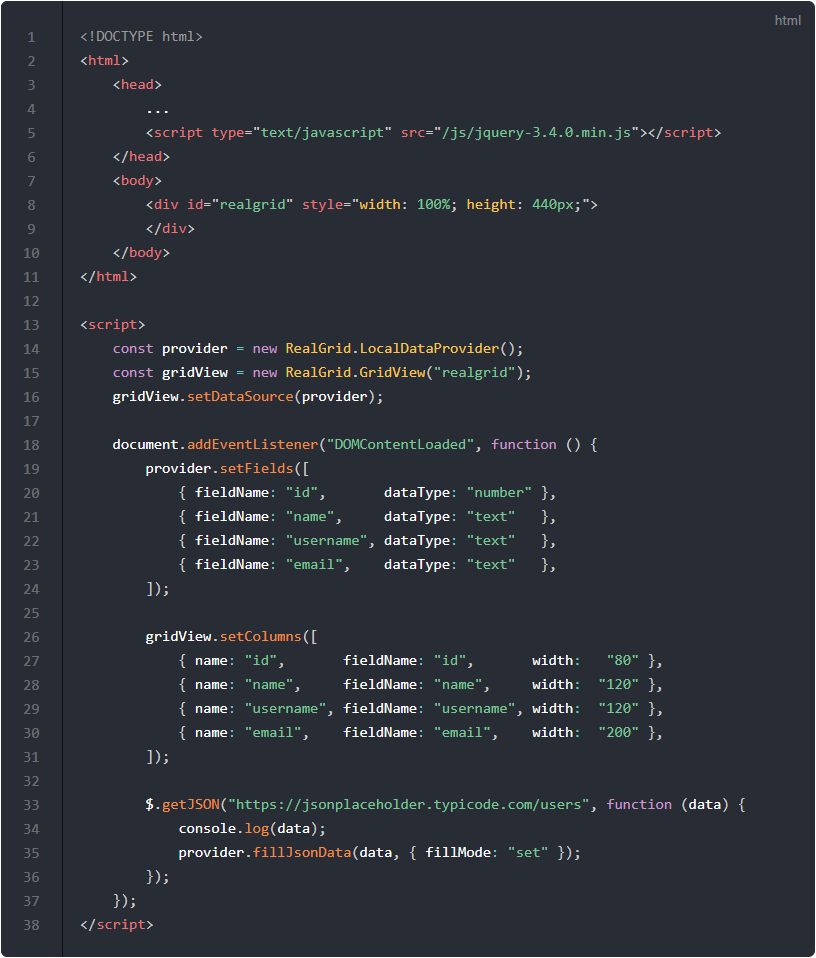 html
1 <!DOCTYPE html>
2 <html>
3     <head>
4         ...
5         <script type="text/javascript" src="/js/jquery-3.4.0.min.js"></script>
6     </head>
7     <body>
8         <div id="realgrid" style="width: 100%; height: 440px;">
9         </div>
10     </body>
11 </html>
12
13 <script>
14     const provider = new RealGrid.LocalDataProvider();
15     const gridView = new RealGrid.GridView("realgrid");
16     gridView.setDataSource(provider);
17
18     document.addEventListener("DOMContentLoaded", function () {
19         provider.setFields([
20             { fieldName: "id",       dataType: "number" },
21             { fieldName: "name",     dataType: "text"   },
22             { fieldName: "username", dataType: "text"   },
23             { fieldName: "email",    dataType: "text"   },
24         ]);
25
26         gridView.setColumns([
27             { name: "id",       fieldName: "id",       width:   "80" },
28             { name: "name",     fieldName: "name",     width:  "120" },
29             { name: "username", fieldName: "username", width:  "120" },
30             { name: "email",    fieldName: "email",    width:  "200" },
31         ]);
32
33         $.getJSON("https://jsonplaceholder.typicode.com/users", function (data) {
34             console.log(data);
35             provider.fillJsonData(data, { fillMode: "set" });
36         });
37     });
38 </script>